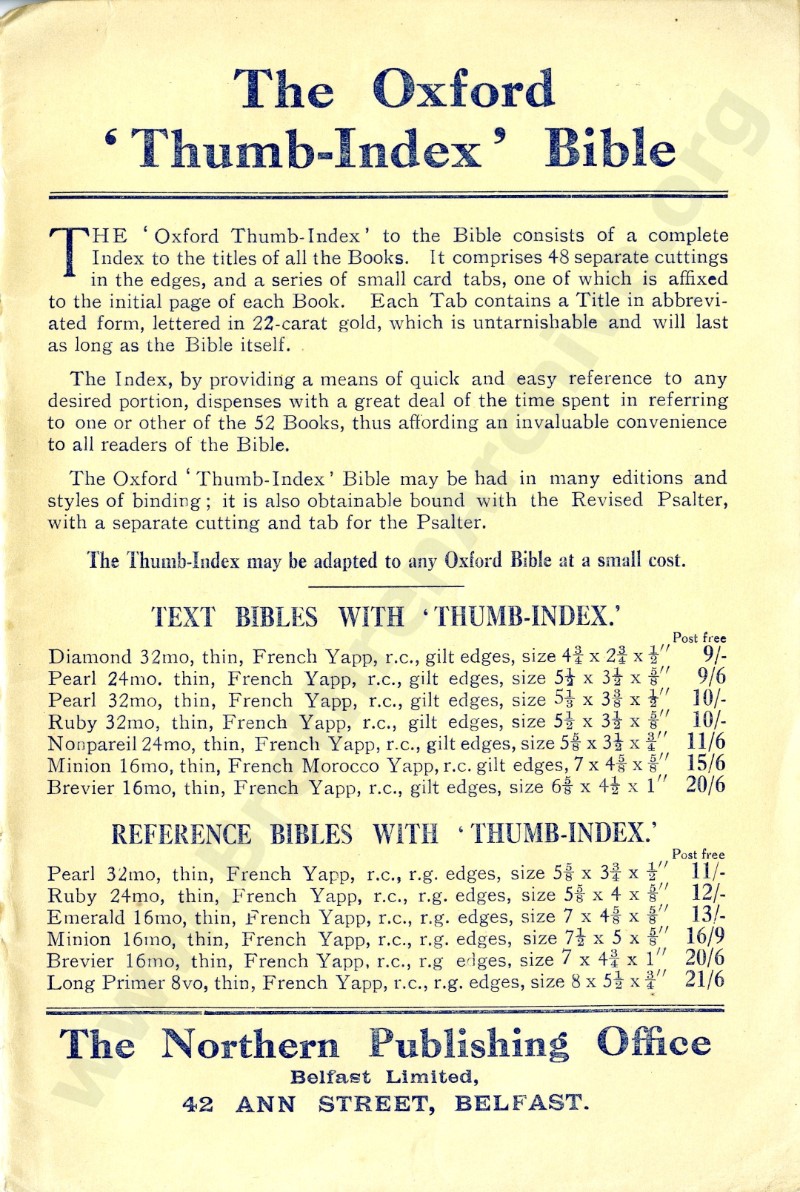 The Oxford
‘Thumb-Index’ Bible
THE ‘Oxford Thumb-Index’ to the Bible consists of a complete
Index to the titles of all the Books. It comprises 48 separate cuttings
in the edges, and a series of small card tabs, one of which is affixed
to the initial page of each Book. Each Tab contains a Title in abbrevi-
ated form, lettered in 22-carat gold, which is untarnishable and will last
as long as the Bible itself.
The Index, by providing a means of quick and easy reference to any
desired portion, dispenses with a great deal of the time spent in referring
to one or other of the 52 Books, thus affording an invaluable convenience
to all readers of the Bible.
The Oxford ‘Thumb-Index’ Bible may be had in many editions and
styles of binding; it is also obtainable bound with the Revised Psalter,
with a separate cutting and tab for the Psalter.
The Thumb-Index may be adapted to any Oxford Bible at a small cost.
TEXT BIBLES WITH ‘THUMB-INDEX.’
Post free
Diamond 32mo, thin, French Yapp, r.c., gilt edges, size 4¾ x 2¾ x ½″ 9/-
Pearl 24mo. thin, French Yapp, r.c., gilt edges, size 5½ x 3½ x ⅝″ 9/6
Pearl 32mo, thin, French Yapp, r.c., gilt edges, size 5⅓ x 3⅜ x ½″ 10/-
Ruby 32mo, thin, French Yapp, r.c., gilt edges, size 5½ x 3½ x ⅝″ 10/-
Nonpareil 24mo, thin, French Yapp, r.c., gilt edges, size 5⅝ x 3½ x ¾″ 11/6
Minion 16mo, thin, French Morocco Yapp, r.c. gilt edges, 7 x 4⅝ x ⅝″ 15/6
Brevier 16mo, thin, French Yapp, r.c., gilt edges, size 6⅝ x 4½ x 1″ 20/6
REFERENCE BIBLES WITH ‘THUMB-INDEX.’
Post free
Pearl 32mo, thin, French Yapp, r.c., r.g. edges, size 5⅝ x 3¾ x ½″ 11/-
Ruby 24mo, thin, French Yapp, r.c., r.g. edges, size 5⅝ x 4 x ⅝″ 12/-
Emerald 16mo, thin, French Yapp, r.c., r.g. edges, size 7 x 4⅝ x ⅝″ 13/-
Minion 16mo, thin, French Yapp, r.c., r.g. edges, size 7½ x 5 x ⅝″ 16/9
Brevier 16mo, thin, French Yapp, r.c., r.g edges, size 7 x 4¾ x 1″ 20/6
Long Primer 8vo, thin, French Yapp, r.c., r.g. edges, size 8 x 5½ x ¾″ 21/6
The Northern Publishing Office
Belfast Limited,
42 ANN STREET, BELFAST.
www.brethrenarchive.org